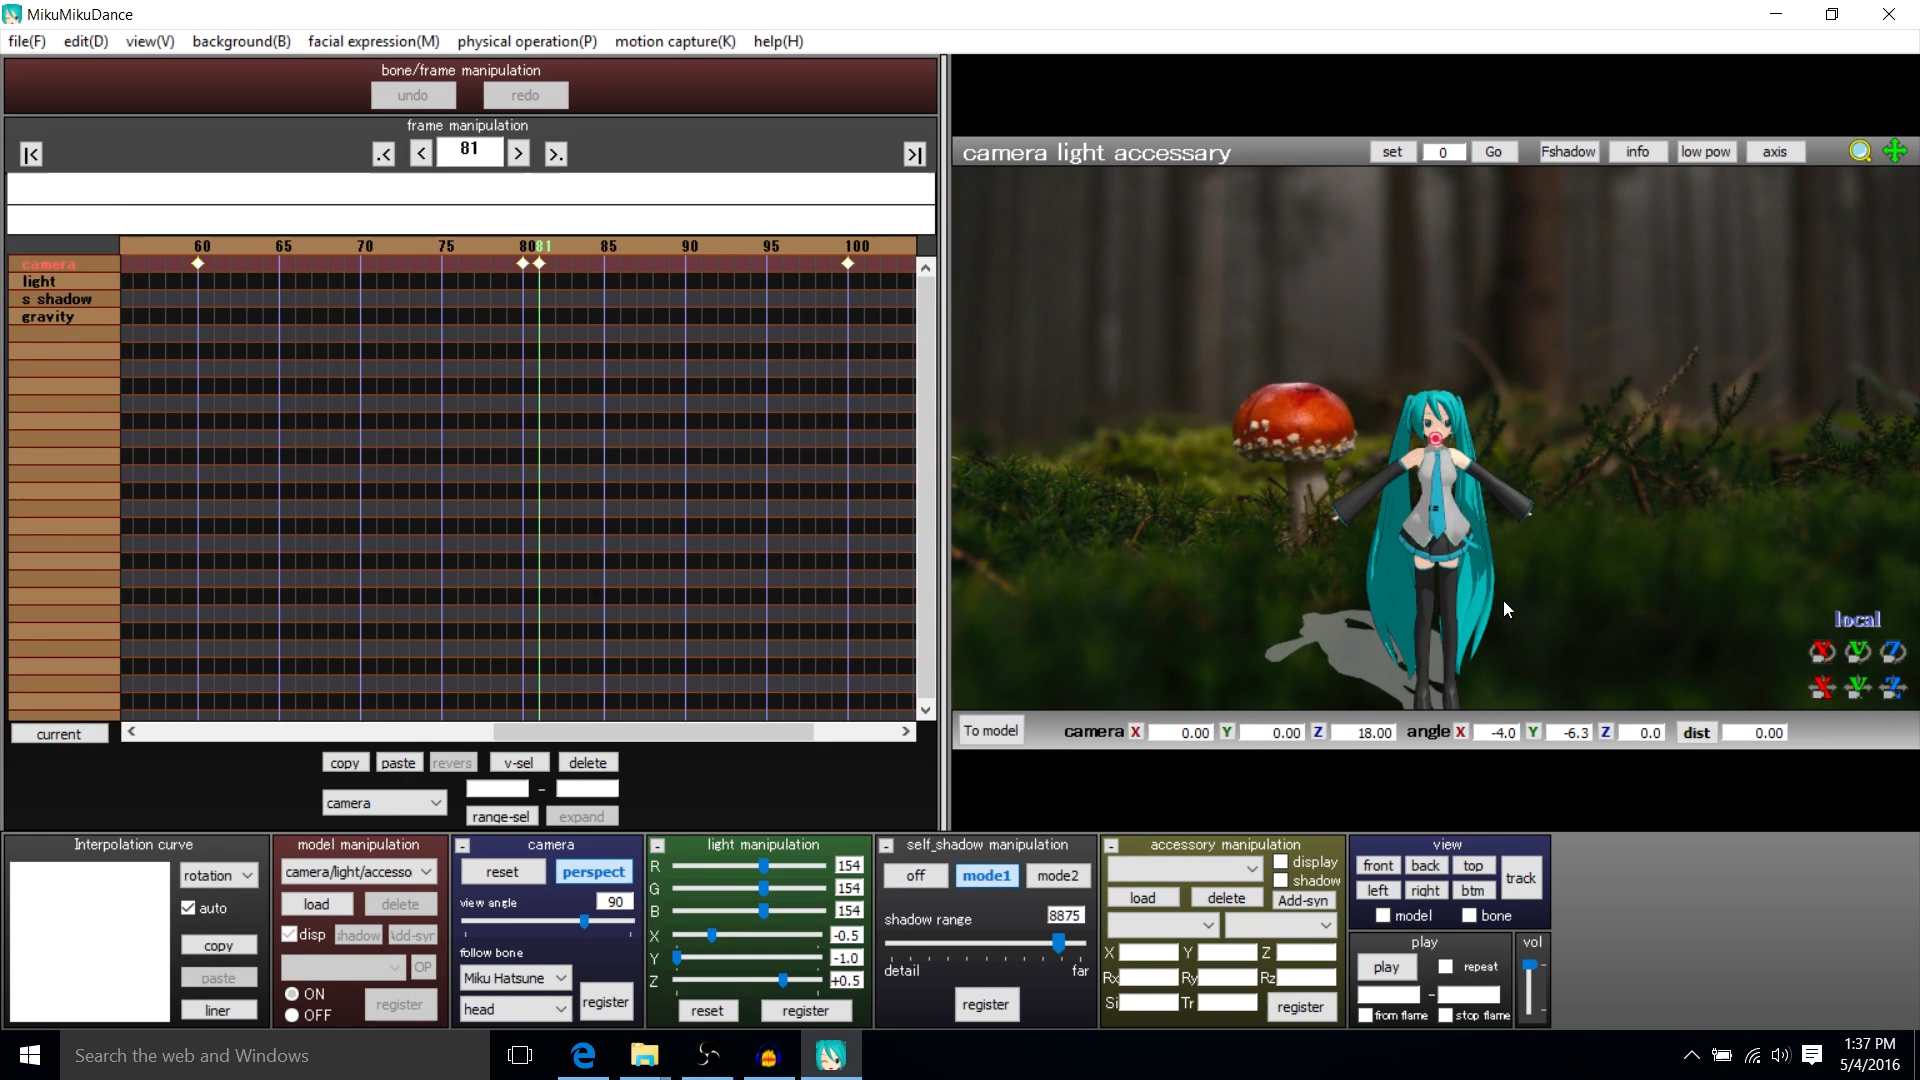 MikuMikuDance
file(F) edit(D) view(V) background(B) facial expression(M) physical operation(P) motion capture(K) help(H)
bone/frame manipulation
undo redo
frame manipulation
|< .< < 81 > >. >|
60 65 70 75 80 81 85 90 95 100
camera
light
s shadow
gravity
current
copy paste revers v-sel delete
camera -
range-sel expand
camera light accessary set 0 Go Fshadow info low pow axis
local
X Y Z
X Y Z
To model camera X 0.00 Y 0.00 Z 18.00 angle X -4.0 Y -6.3 Z 0.0 dist 0.00
Interpolation curve
rotation
auto
copy
paste
liner
model manipulation
camera/light/accesso
load delete
disp shadow Add-syn
OP
ON
OFF
register
- camera
reset perspect
view angle 90
follow bone
Miku Hatsune
head
register
- light manipulation
R 154
G 154
B 154
X -0.5
Y -1.0
Z +0.5
reset register
- self_shadow manipulation
off mode1 mode2
shadow range 8875
detail far
register
- accessory manipulation
display
shadow
load delete Add-syn
X Y Z
Rx Ry Rz
Si Tr register
view
front back top
left right btm
track
model bone
play
play repeat
-
from flame stop flame
vol
Search the web and Windows
1:37 PM
5/4/2016